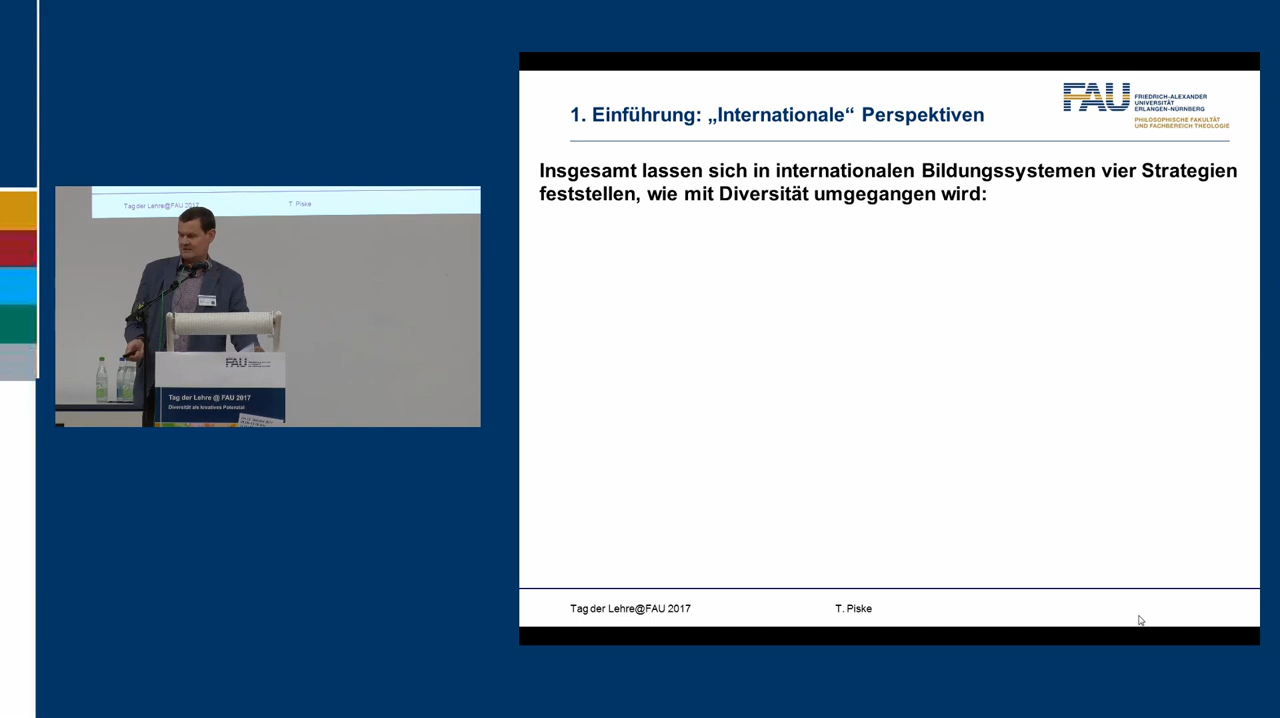 1. Einführung: „Internationale“ Perspektiven
FAU
FRIEDRICH-ALEXANDER
UNIVERSITÄT
ERLANGEN-NÜRNBERG
PHILOSOPHISCHE FAKULTÄT
UND FACHBEREICH THEOLOGIE
Insgesamt lassen sich in internationalen Bildungssystemen vier Strategien
feststellen, wie mit Diversität umgegangen wird:
Tag der Lehre@FAU 2017 T. Piske
Tag der Lehre@FAU 2017 T. Piske
FAU
Tag der Lehre @ FAU 2017
Diversität als kreatives Potenzial